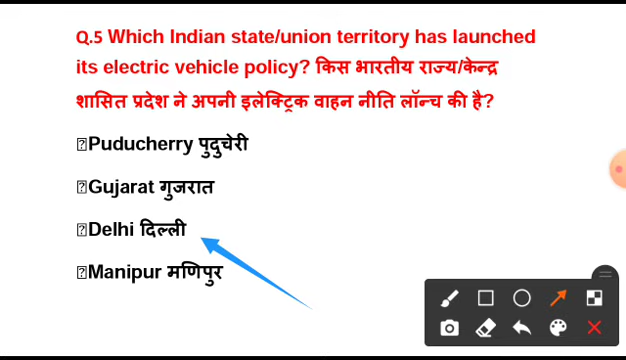 Q.5 Which Indian state/union territory has launched
its electric vehicle policy? किस भारतीय राज्य/केन्द्र
शासित प्रदेश ने अपनी इलेक्ट्रिक वाहन नीति लॉन्च की है?
Puducherry पुदुचेरी
Gujarat गुजरात
Delhi दिल्ली
Manipur मणिपुर